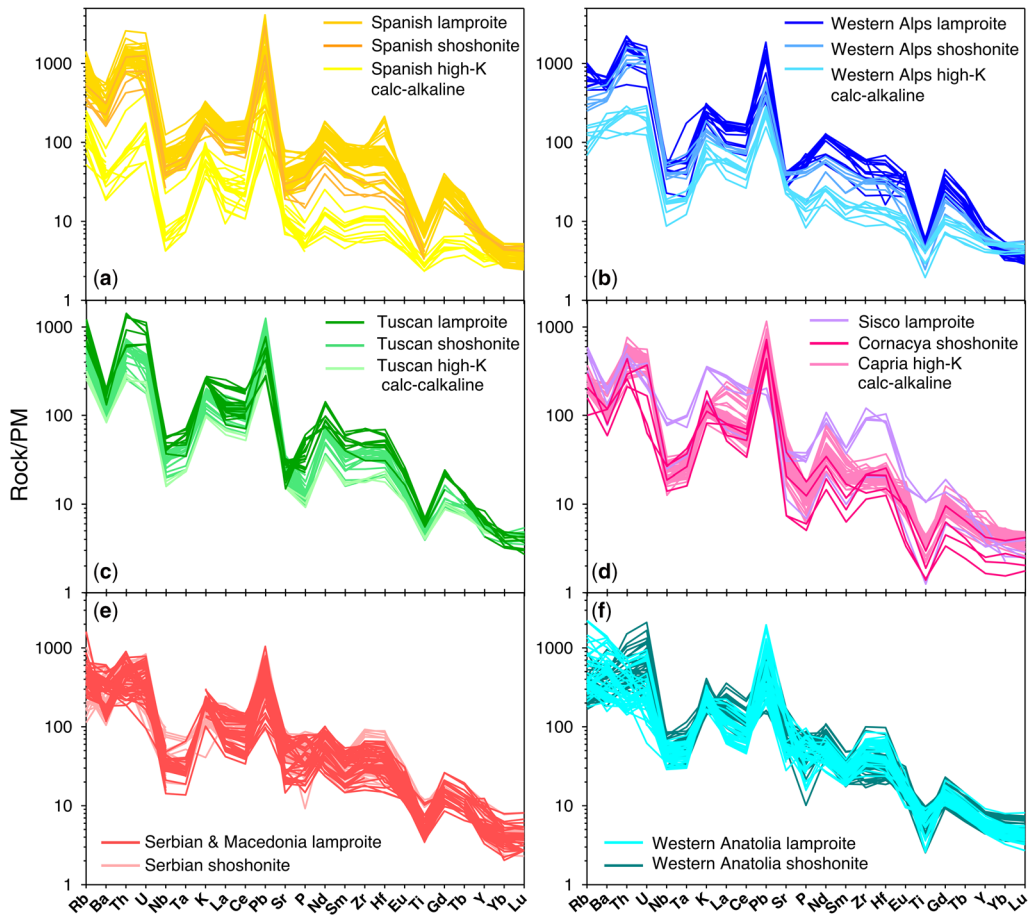 Spanish lamproite
Spanish shoshonite
Spanish high-K
calc-alkaline
1000
100
10
(a)
Western Alps lamproite
Western Alps shoshonite
Western Alps high-K
calc-alkaline
1000
100
10
(b)
Rock/PM
1
Tuscan lamproite
Tuscan shoshonite
Tuscan high-K
calc-calkaline
1000
100
10
(c)
1
Sisco lamproite
Cornacya shoshonite
Capria high-K
calc-alkaline
1000
100
10
(d)
1
(e)
1000
100
10
1
Serbian & Macedonia lamproite
Serbian shoshonite
1
(f)
1000
100
10
1
Western Anatolia lamproite
Western Anatolia shoshonite
Rb Ba Th U Nb Ta K La Ce Pb Sr P Nd Sm Zr Hf Eu Ti Gd Tb Y Yb Lu
Rb Ba Th U Nb Ta K La Ce Pb Sr P Nd Sm Zr Hf Eu Ti Gd Tb Y Yb Lu